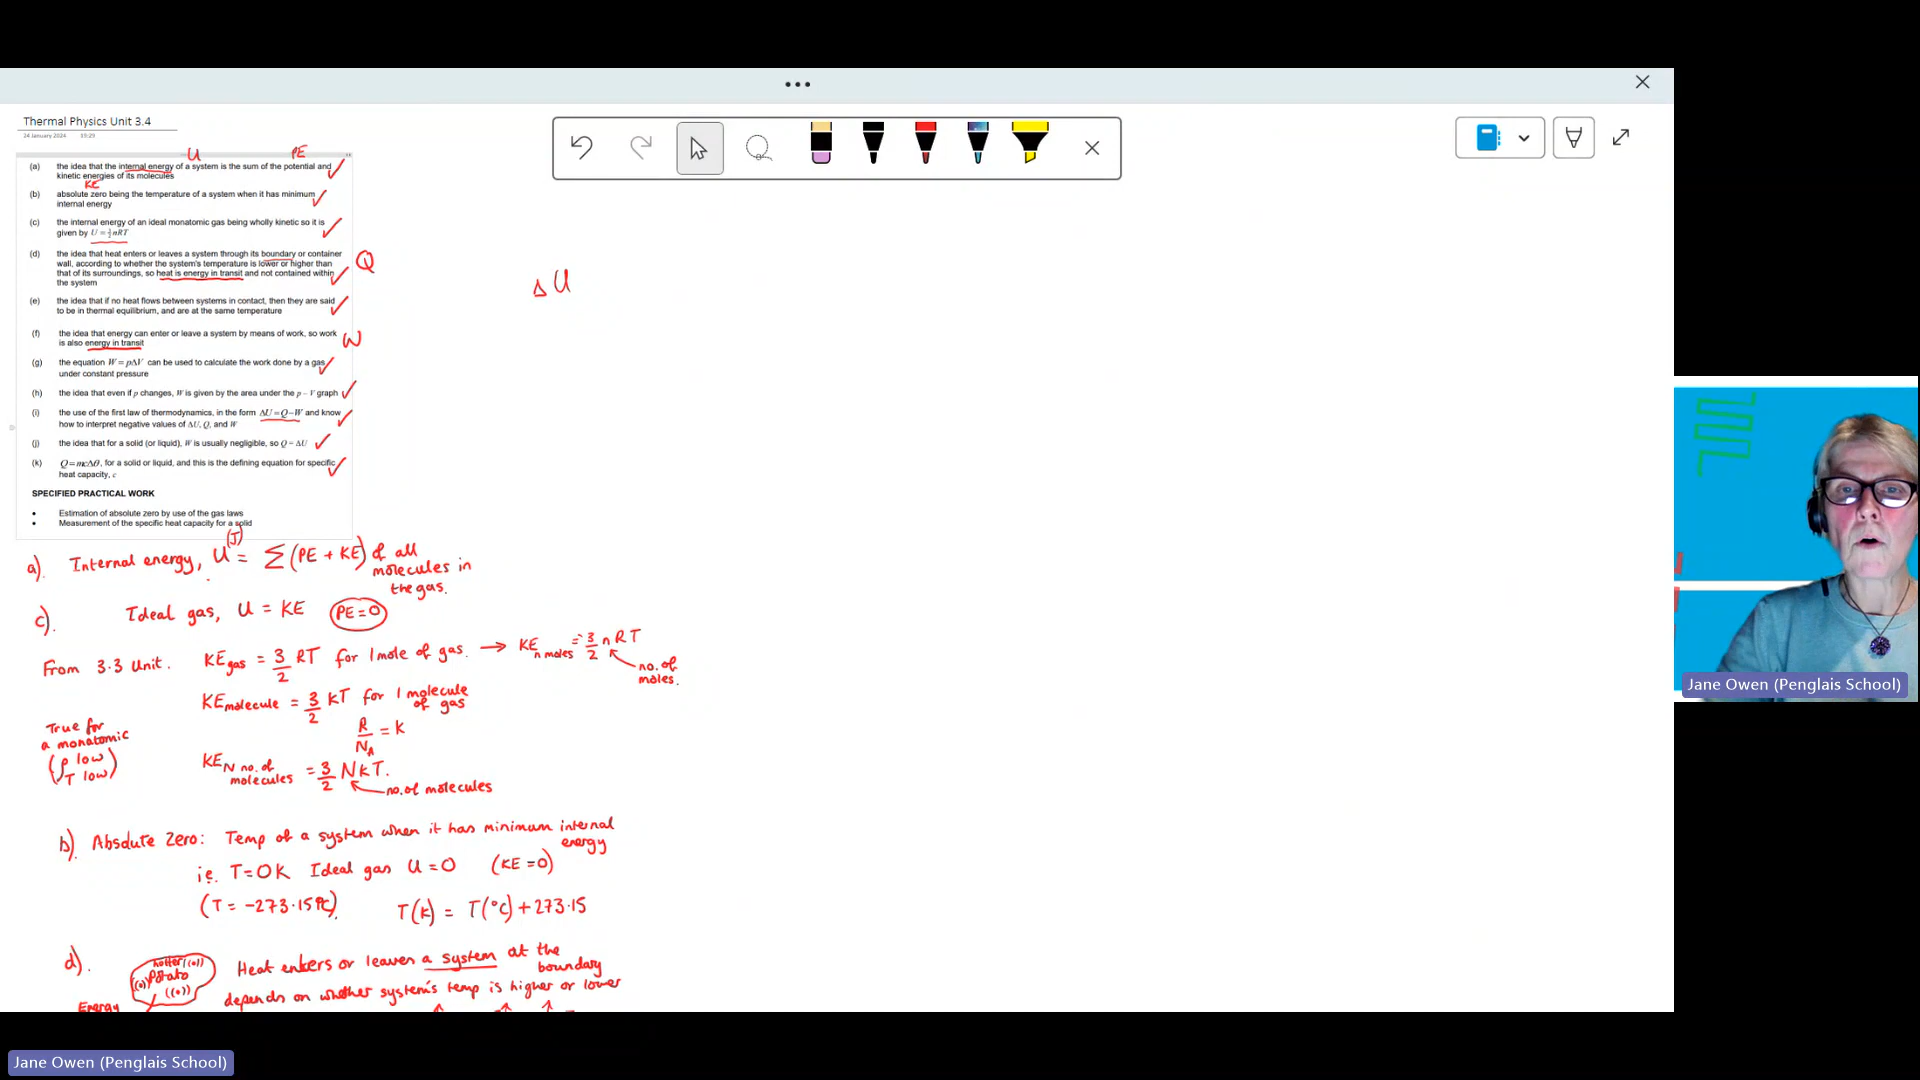 Thermal Physics Unit 3.4
24 January 2024 19:29
U PE
(a) the idea that the internal energy of a system is the sum of the potential and
kinetic energies of its molecules
KE
(b) absolute zero being the temperature of a system when it has minimum
internal energy
(c) the internal energy of an ideal monatomic gas being wholly kinetic so it is
given by U = 3/2 nRT
(d) the idea that heat enters or leaves a system through its boundary or container
wall, according to whether the system's temperature is lower or higher than
that of its surroundings, so heat is energy in transit and not contained within
the system
Q
(e) the idea that if no heat flows between systems in contact, then they are said
to be in thermal equilibrium, and are at the same temperature
(f) the idea that energy can enter or leave a system by means of work, so work
is also energy in transit
W
(g) the equation W = pΔV can be used to calculate the work done by a gas
under constant pressure
(h) the idea that even if p changes, W is given by the area under the p – V graph
(i) the use of the first law of thermodynamics, in the form ΔU = Q – W and know
how to interpret negative values of ΔU, Q, and W
(j) the idea that for a solid (or liquid), W is usually negligible, so Q = ΔU
(k) Q = mcΔθ, for a solid or liquid, and this is the defining equation for specific
heat capacity, c
SPECIFIED PRACTICAL WORK
• Estimation of absolute zero by use of the gas laws
• Measurement of the specific heat capacity for a solid
ΔU
a). Internal energy, U (J) = Σ (PE + KE) of all
molecules in
the gas.
c). Ideal gas, U = KE (PE=0)
From 3.3 Unit. KEgas = 3/2 RT for 1 mole of gas. → KE n moles = 3/2 n RT
no. of
moles.
KEmolecule = 3/2 kT for 1 molecule
of gas
R/NA = k
True for
a monatomic
(ρ low
T low)
KE N no. of
molecules = 3/2 NkT.
no. of molecules
b). Absolute Zero: Temp of a system when it has minimum internal
energy
i.e. T=0K Ideal gas U=0 (KE=0)
(T = -273.15°C). T(K) = T(°C) + 273.15
d). hotter
Potato
Heat enters or leaves a system at the
boundary
depends on whether system's temp is higher or lower
Energy
Jane Owen (Penglais School)
Jane Owen (Penglais School)